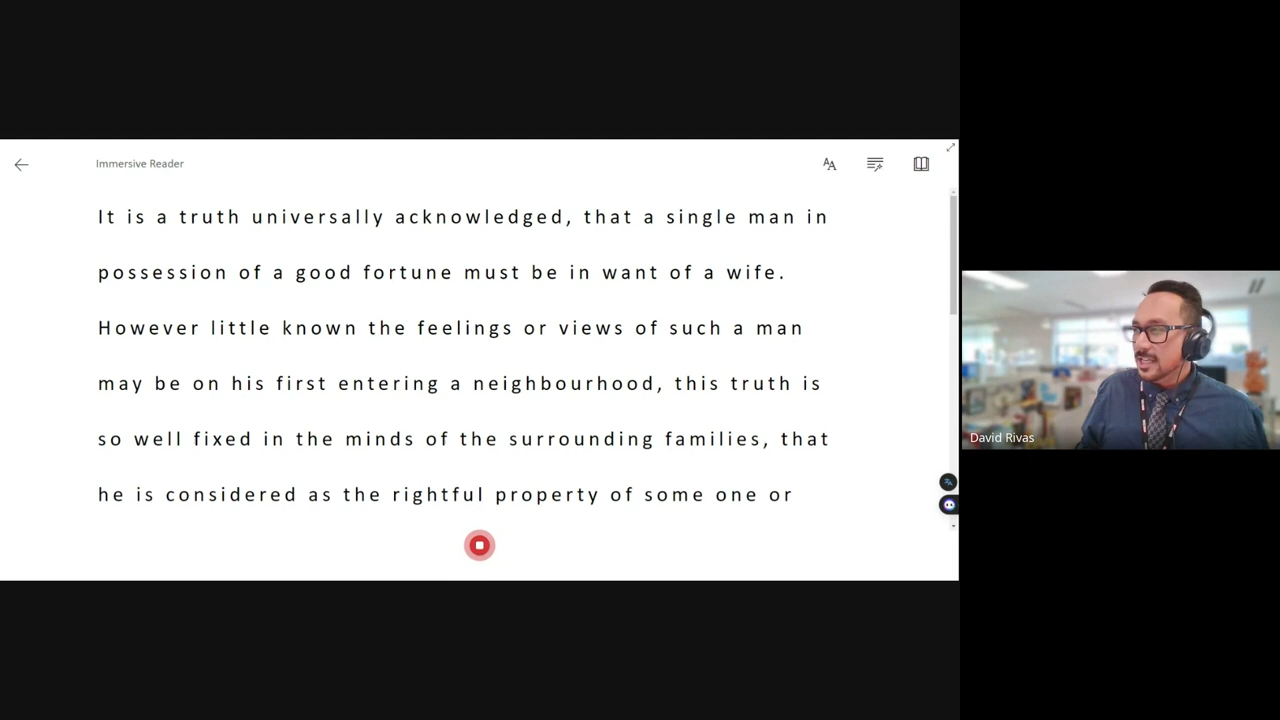 Immersive Reader
It is a truth universally acknowledged, that a single man in
possession of a good fortune must be in want of a wife.
However little known the feelings or views of such a man
may be on his first entering a neighbourhood, this truth is
so well fixed in the minds of the surrounding families, that
he is considered as the rightful property of some one or
David Rivas